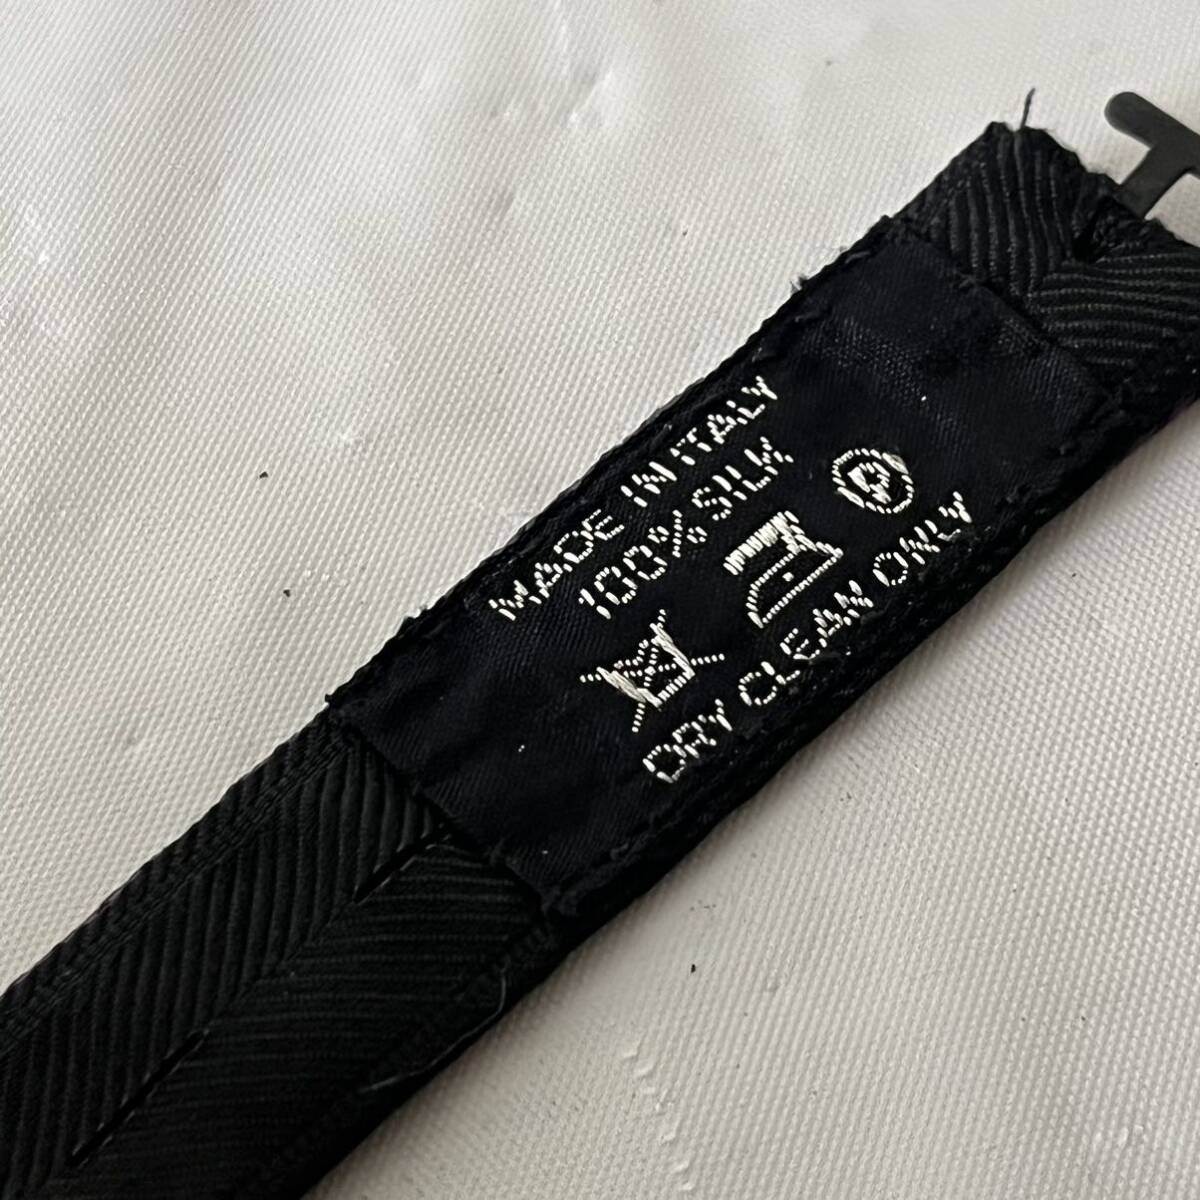 MADE IN ITALY
100% SILK
P
DRY CLEAN ONLY